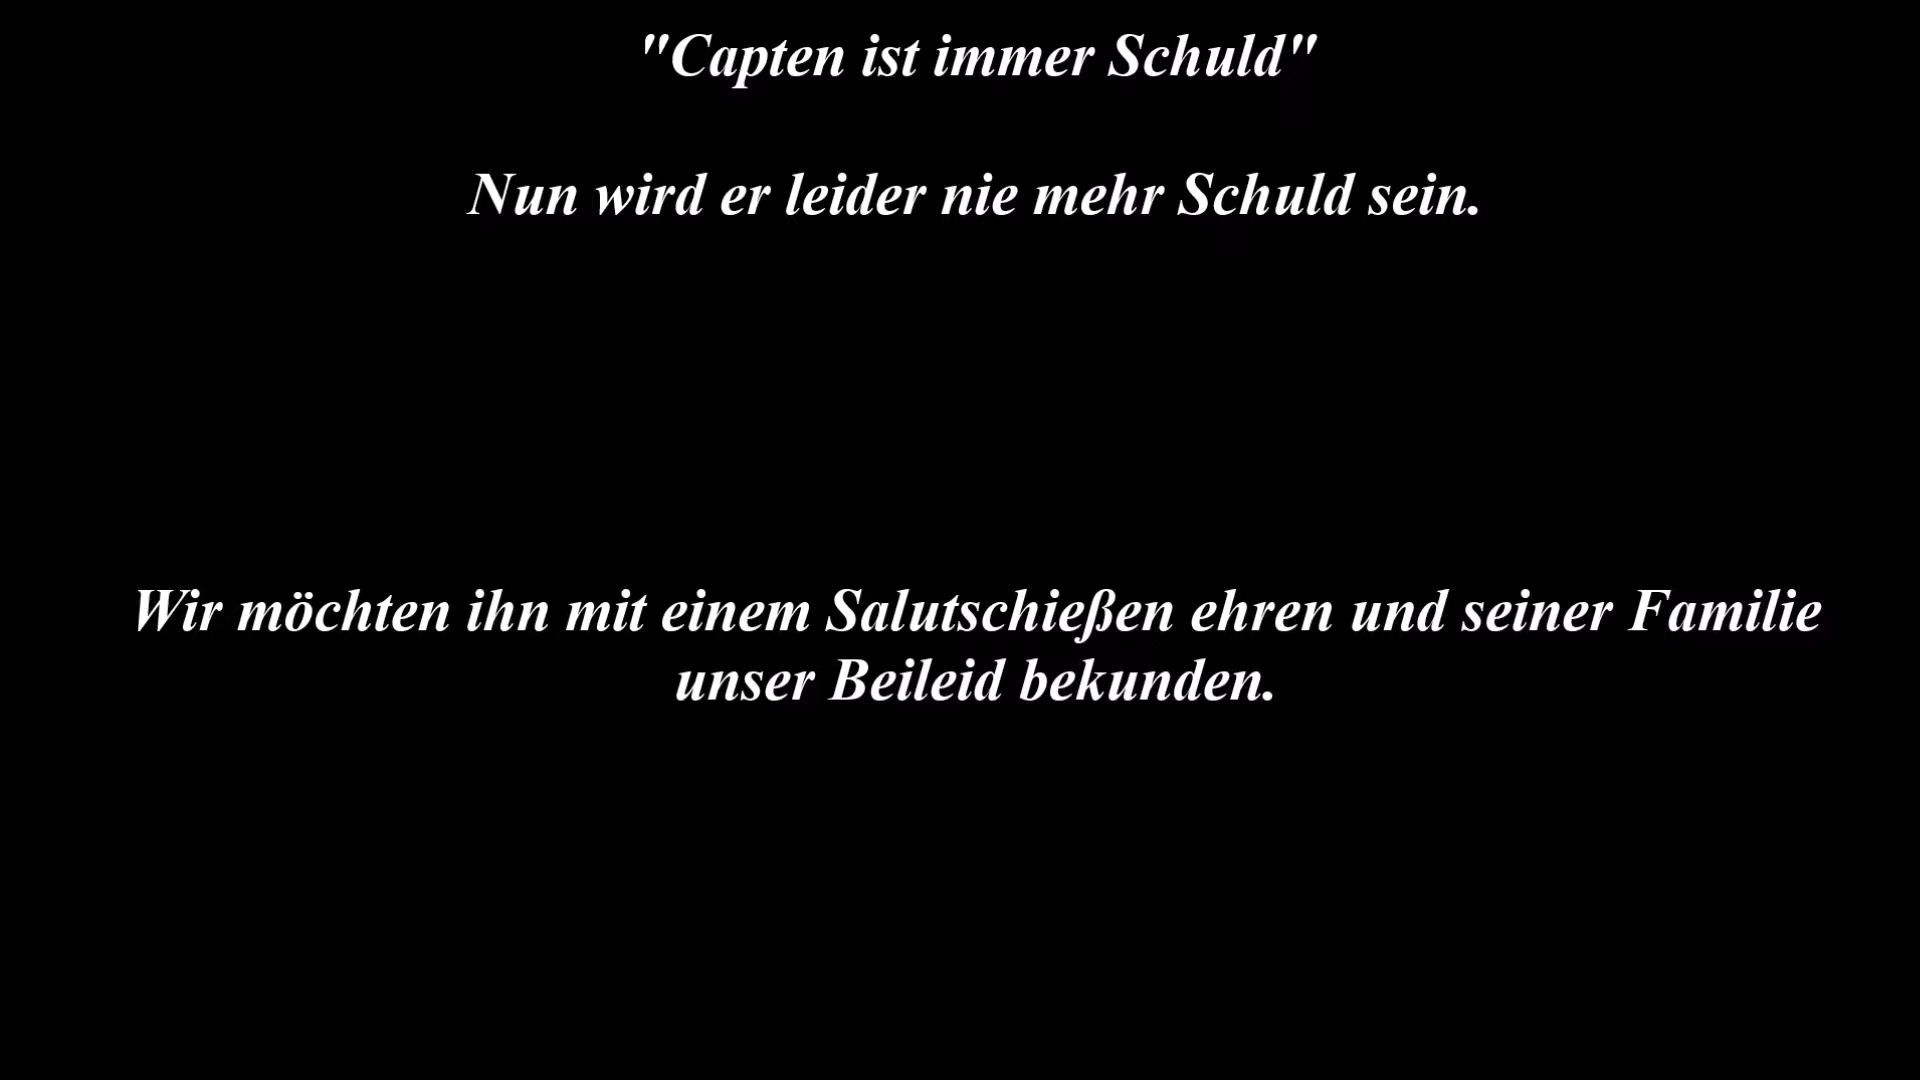 "Capten ist immer Schuld"
Nun wird er leider nie mehr Schuld sein.
Wir möchten ihn mit einem Salutschießen ehren und seiner Familie
unser Beileid bekunden.